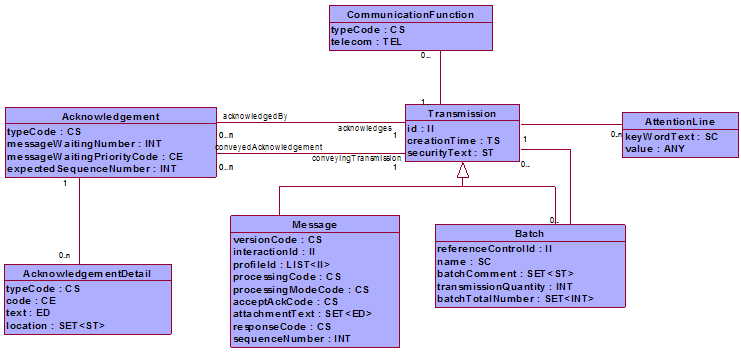 CommunicationFunction
typeCode : CS
telecom : TEL
0...
1...
Acknowledgement
typeCode : CS
messageWaitingNumber : INT
messageWaitingPriorityCode : CE
expectedSequenceNumber : INT
acknowledgedBy
0..n
acknowledges
1
conveyedAcknowledgement
0..n
conveyingTransmission
1
Transmission
id : II
creationTime : TS
securityText : ST
1
0..n
0...
AttentionLine
keyWordText : SC
value : ANY
1
0..n
AcknowledgementDetail
typeCode : CS
code : CE
text : ED
location : SET<ST>
Message
versionCode : CS
interactionId : II
profileId : LIST<II>
processingCode : CS
processingModeCode : CS
acceptAckCode : CS
attachmentText : SET<ED>
responseCode : CS
sequenceNumber : INT
0...
Batch
referenceControlId : II
name : SC
batchComment : SET<ST>
transmissionQuantity : INT
batchTotalNumber : SET<INT>